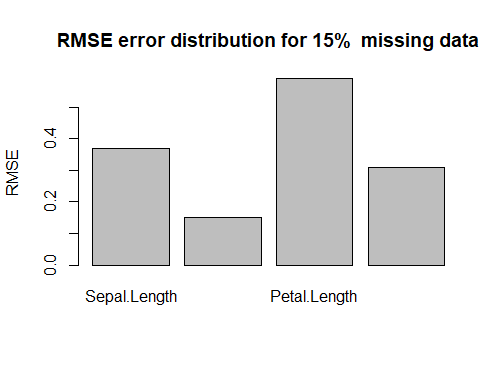 RMSE error distribution for 15%  missing data
RMSE
0.4
0.2
0.0
Sepal.Length Petal.Length